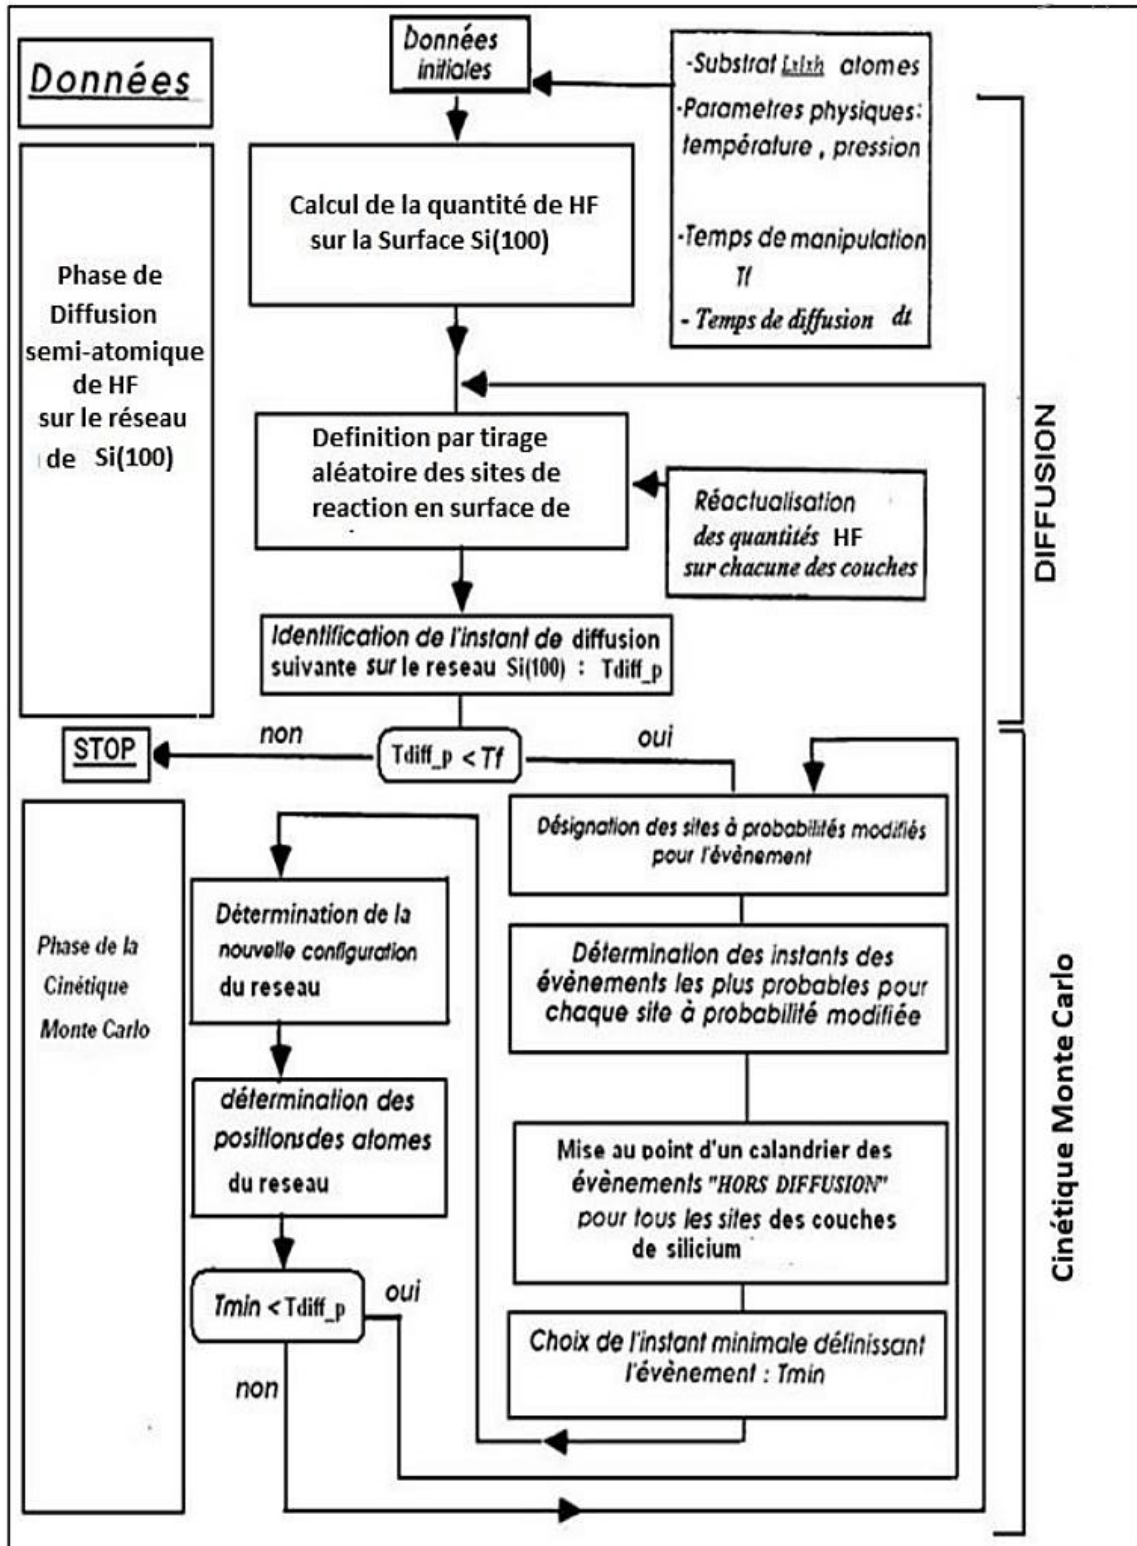 Données
initiales
Données
-Substrat Lxlxh atomes
-Parametres physiques:
température , pression
-Temps de manipulation
Tf
- Temps de diffusion dt
Calcul de la quantité de HF
sur la Surface Si(100)
Phase de
Diffusion
semi-atomique
de HF
sur le réseau
de Si(100)
DIFFUSION
Definition par tirage
aléatoire des sites de
reaction en surface de
Réactualisation
des quantités HF
sur chacune des couches
Identification de l'instant de diffusion
suivante sur le reseau Si(100) : Tdiff_p
STOP
non
Tdiff_p < Tf
oui
Désignation des sites à probabilités modifiés
pour l'évènement
Phase de la
Cinétique
Monte Carlo
Détermination de la
nouvelle configuration
du reseau
Détermination des instants des
évènements les plus probables pour
chaque site à probabilité modifiée
Cinétique Monte Carlo
détermination des
positionsdes atomes
du reseau
Mise au point d'un calandrier des
évènements "HORS DIFFUSION"
pour tous les sites des couches
de silicium
Tmin < Tdiff_p
oui
non
Choix de l'instant minimale définissant
l'évènement : Tmin